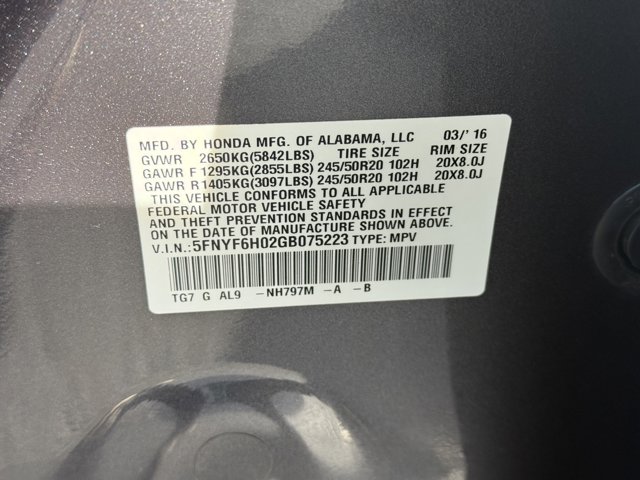 MFD. BY HONDA MFG. OF ALABAMA, LLC 03/'16
GVWR 2650KG(5842LBS) TIRE SIZE RIM SIZE
GAWR F 1295KG(2855LBS) 245/50R20 102H 20X8.0J
GAWR R 1405KG(3097LBS) 245/50R20 102H 20X8.0J
THIS VEHICLE CONFORMS TO ALL APPLICABLE
FEDERAL MOTOR VEHICLE SAFETY
AND THEFT PREVENTION STANDARDS IN EFFECT
ON THE DATE OF MANUFACTURE SHOWN ABOVE.
V.I.N.:5FNYF6H02GB075223 TYPE: MPV
TG7 G AL9 -NH797M -A -B